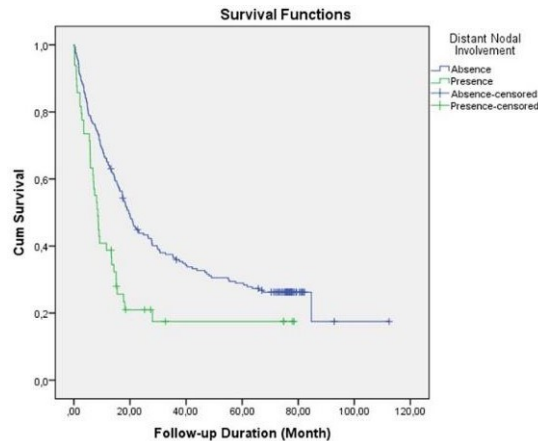 Survival Functions
Distant Nodal
Involvement
Absence
Presence
Absence-censored
Presence-censored
Cum Survival
1,0
0,8
0,6
0,4
0,2
0,0
,00
20,00
40,00
60,00
80,00
100,00
120,00
Follow-up Duration (Month)